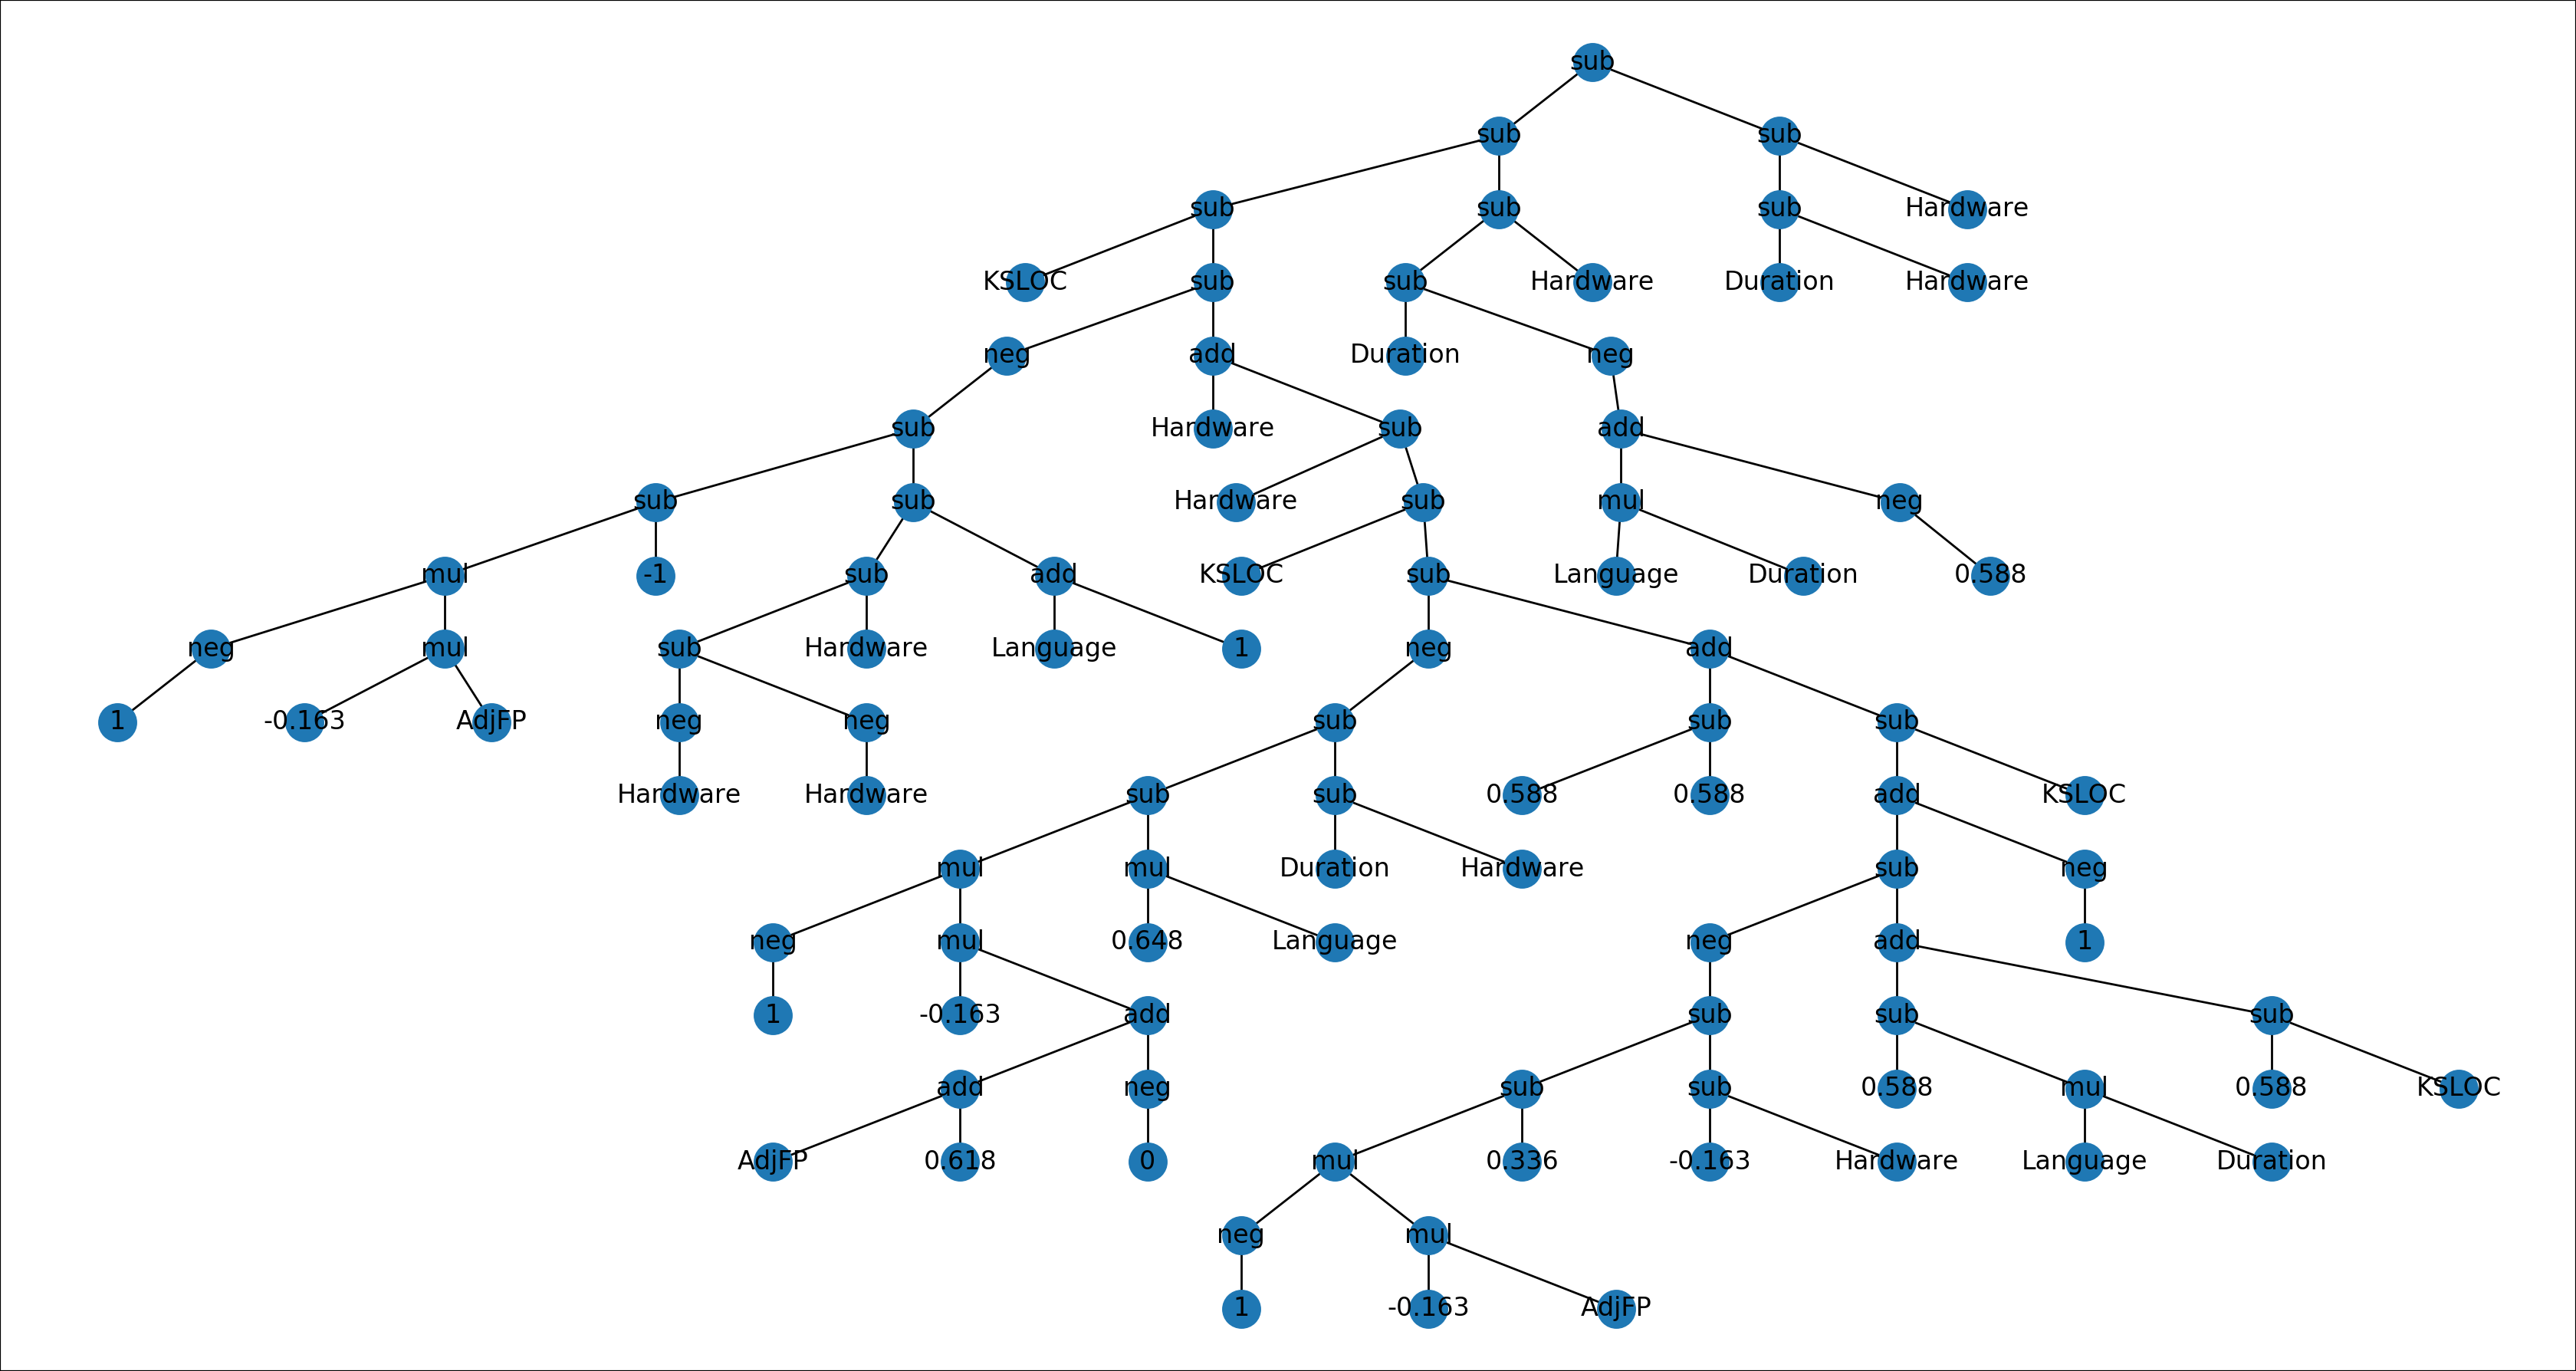 sub
sub sub
sub sub sub Hardware
KSLOC sub sub Hardware Duration Hardware
neg add Duration neg
sub Hardware sub add
sub sub Hardware sub mul neg
mul -1 sub add KSLOC sub Language Duration 0.588
neg mul sub Hardware Language 1 neg add
1 -0.163 AdjFP neg neg sub sub sub
Hardware Hardware sub sub 0.588 0.588 add KSLOC
mul mul Duration Hardware sub neg
neg mul 0.648 Language neg add 1
1 -0.163 add sub sub sub
add neg sub sub 0.588 mul 0.588 KSLOC
AdjFP 0.618 0 mul 0.336 -0.163 Hardware Language Duration
neg mul
1 -0.163 AdjFP